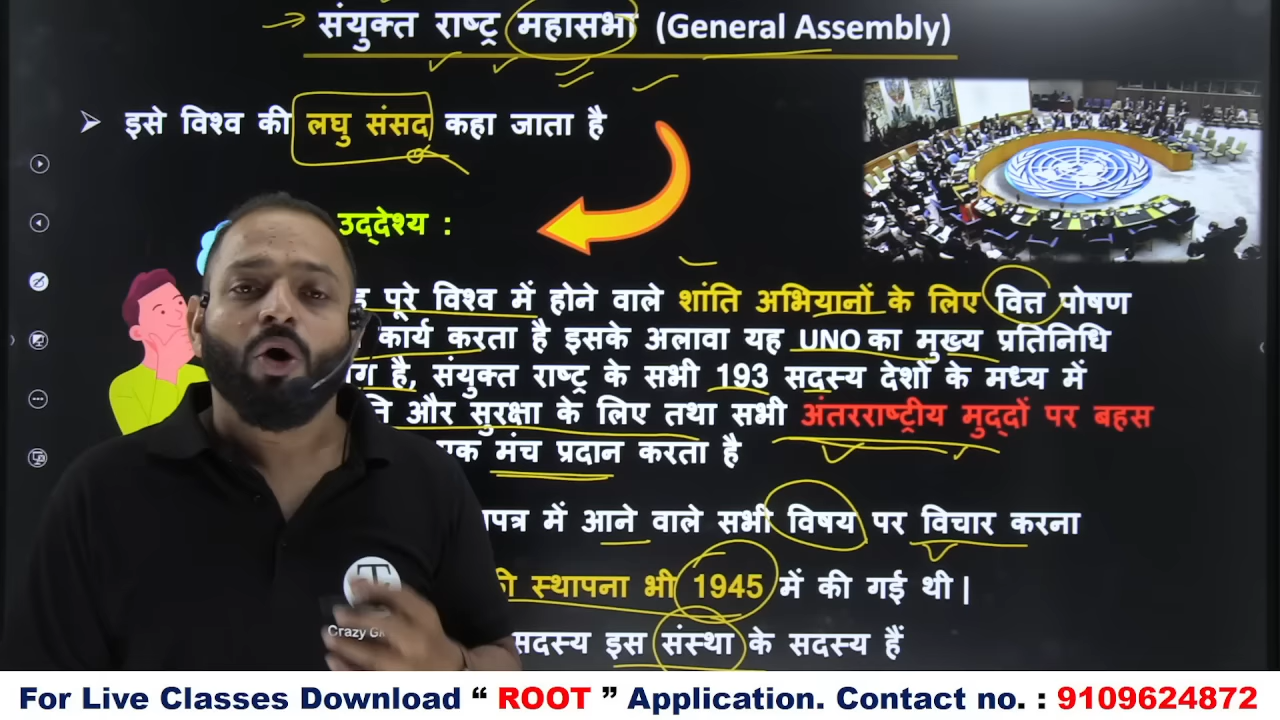 संयुक्त राष्ट्र महासभा (General Assembly)
इसे विश्व की लघु संसद कहा जाता है
उद्देश्य :
पूरे विश्व में होने वाले शांति अभियानों के लिए वित्त पोषण
कार्य करता है इसके अलावा यह UNO का मुख्य प्रतिनिधि
है, संयुक्त राष्ट्र के सभी 193 सदस्य देशों के मध्य में
और सुरक्षा के लिए तथा सभी अंतरराष्ट्रीय मुद्दों पर बहस
मंच प्रदान करता है
में आने वाले सभी विषय पर विचार करना
स्थापना भी 1945 में की गई थी |
सदस्य इस संस्था के सदस्य हैं
Crazy
For Live Classes Download “ ROOT ” Application. Contact no. : 9109624872